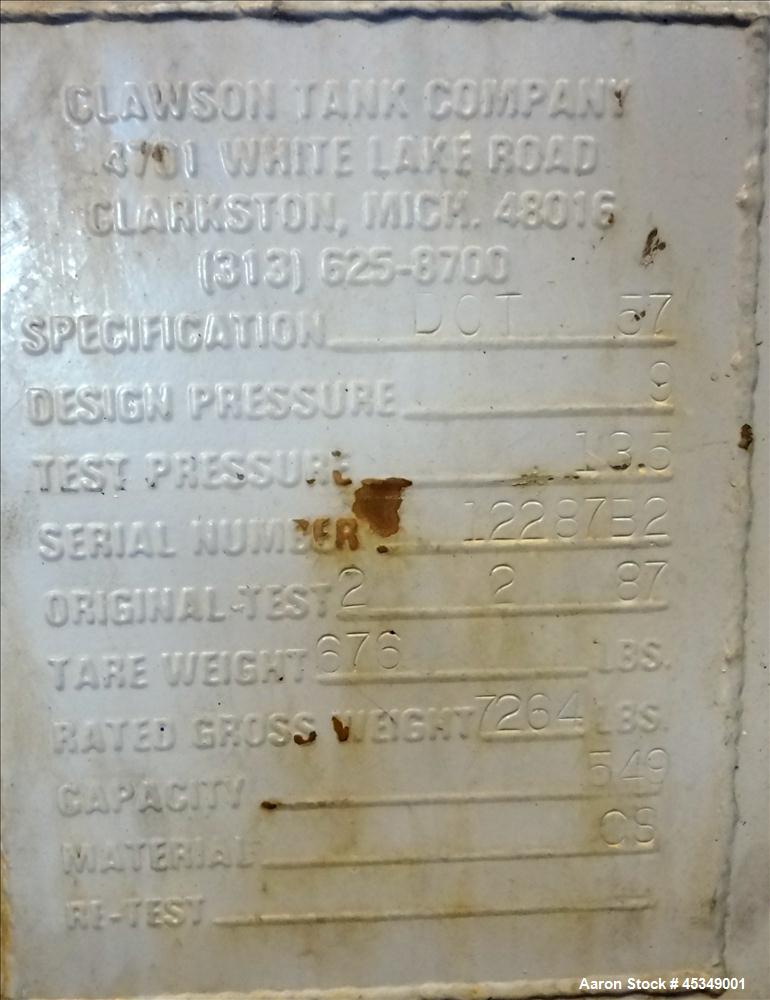 CLAWSON TANK COMPANY
4701 WHITE LAKE ROAD
CLARKSTON, MICH. 48016
(313) 625-8700
SPECIFICATION DOT 57
DESIGN PRESSURE 9
TEST PRESSURE 13.5
SERIAL NUMBER 12287B2
ORIGINAL-TEST 2 2 87
TARE WEIGHT 676 LBS.
RATED GROSS WEIGHT 7264 LBS.
CAPACITY 549
MATERIAL CS
RE-TEST
Aaron Stock # 45349001